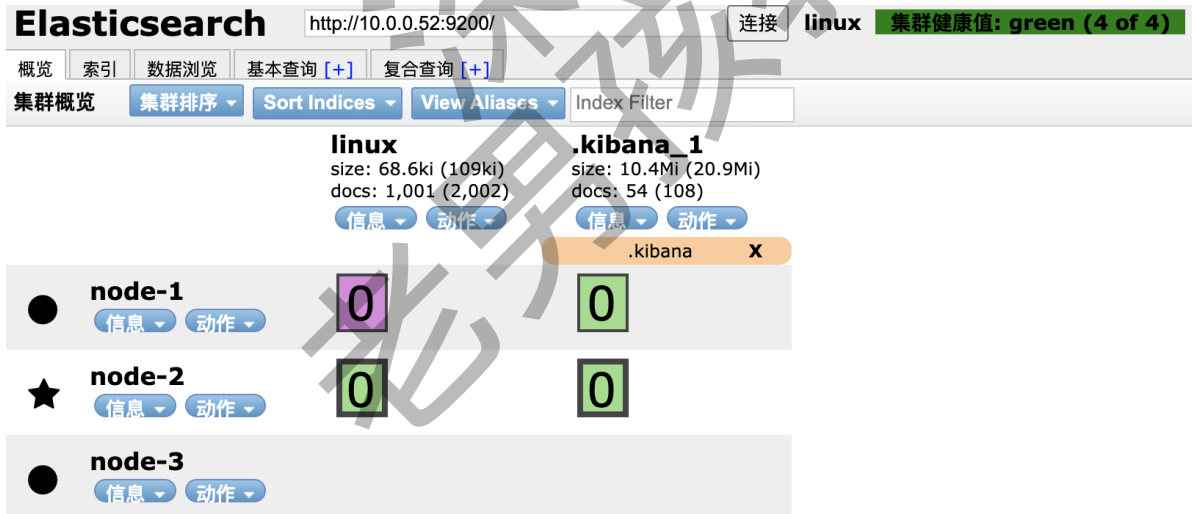 Elasticsearch http://10.0.0.52:9200/ 连接 linux 集群健康值: green (4 of 4)
概览 索引 数据浏览 基本查询 [+] 复合查询 [+]
集群概览 集群排序 Sort Indices View Aliases Index Filter
linux .kibana_1
size: 68.6ki (109ki) size: 10.4Mi (20.9Mi)
docs: 1,001 (2,002) docs: 54 (108)
信息 动作 信息 动作
.kibana X
node-1 0 0
信息 动作
node-2 0 0
信息 动作
node-3
信息 动作
老男孩